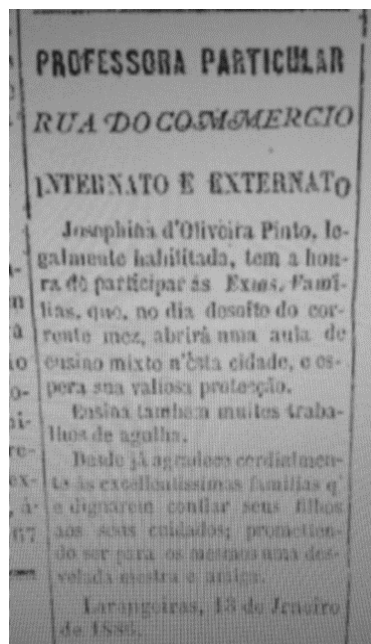 PROFESSORA PARTICULAR
RUA DO COMMERCIO
INTERNATO E EXTERNATO
Josephina d'Oliveira Pinto, le-
galmente habilitada, tem a hon-
ra de participar ás Exmas. Fami-
lias, que, no dia desoito do cor-
rente mez, abrirá uma aula de
ensino mixto n'esta cidade, e es-
pera sua valiosa protecção.
Ensina tambem muitos traba-
lhos de agulha.
Desde já agradece cordialmen-
te ás excellentissimas familias q'
se dignarem confiar seus filhos
aos seus cuidados; prometten-
do ser para os mesmos uma des-
velada mestra e amiga.
Larangeiras, 13 de Janeiro
de 1886.